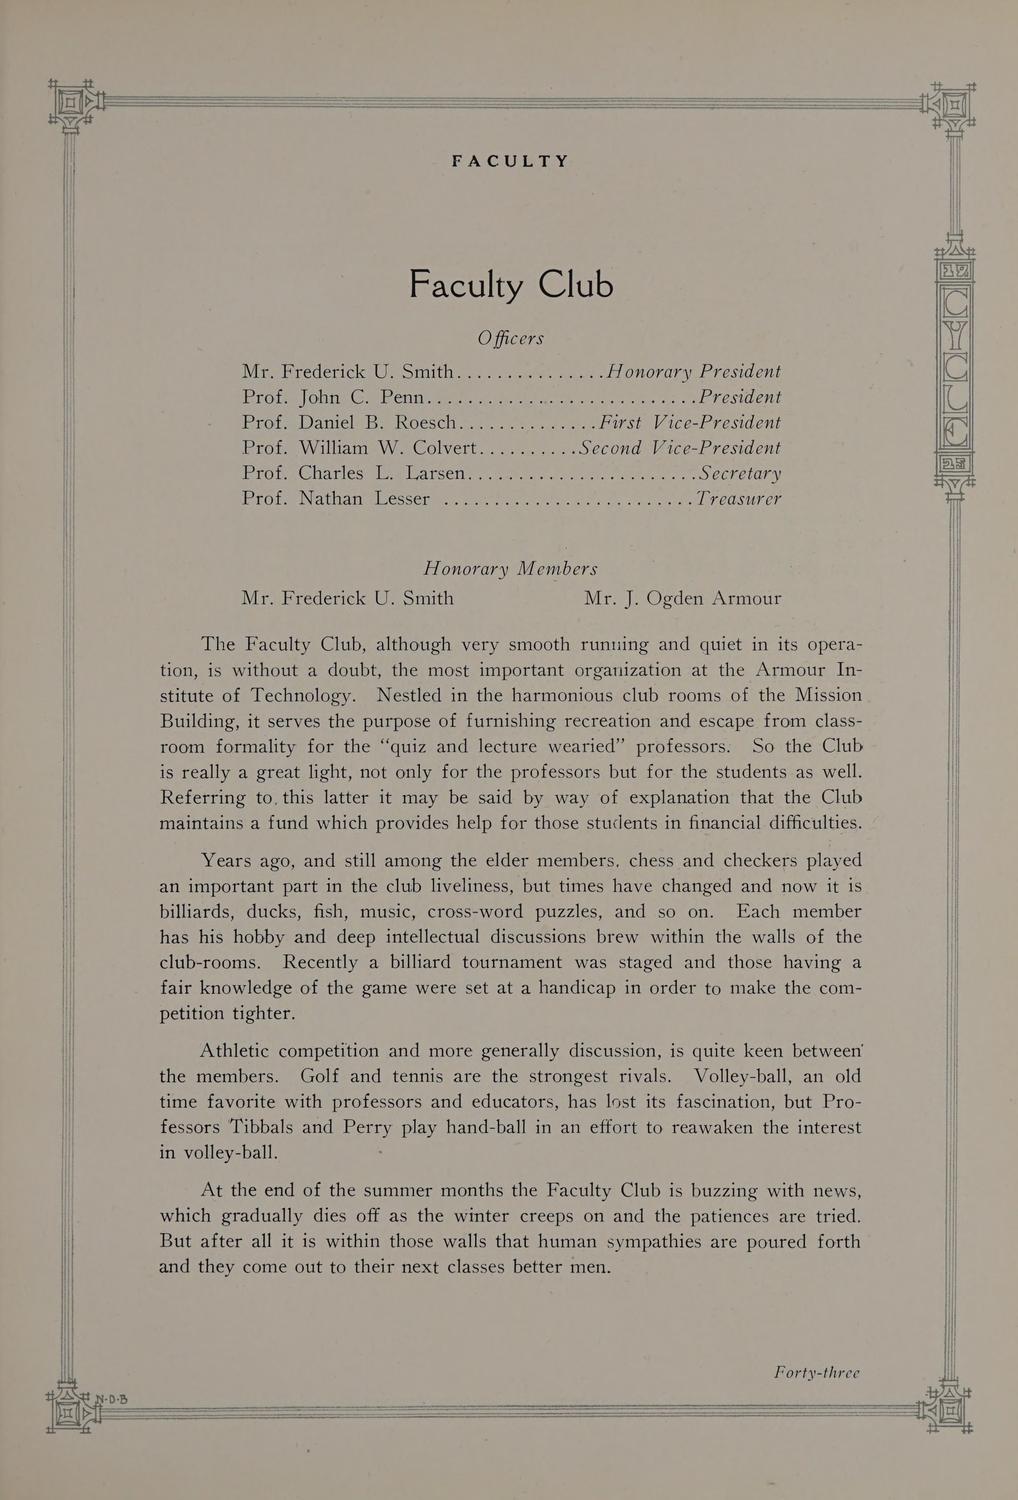 FACULTY
Faculty Club
Officers
Mr. Frederick U. Smith...............Honorary President
Prof. John C. Penn...........................President
Prof. Daniel B. Roesch..............First Vice-President
Prof. William W. Colvert..........Second Vice-President
Prof. Charles L. Larsen.......................Secretary
Prof. Nathan Lesser .........................Treasurer
Honorary Members
Mr. Frederick U. Smith Mr. J. Ogden Armour
The Faculty Club, although very smooth running and quiet in its opera-
tion, is without a doubt, the most important organization at the Armour In-
stitute of Technology. Nestled in the harmonious club rooms of the Mission
Building, it serves the purpose of furnishing recreation and escape from class-
room formality for the “quiz and lecture wearied” professors. So the Club
is really a great light, not only for the professors but for the students as well.
Referring to this latter it may be said by way of explanation that the Club
maintains a fund which provides help for those students in financial difficulties.
Years ago, and still among the elder members, chess and checkers played
an important part in the club liveliness, but times have changed and now it is
billiards, ducks, fish, music, cross-word puzzles, and so on. Each member
has his hobby and deep intellectual discussions brew within the walls of the
club-rooms. Recently a billiard tournament was staged and those having a
fair knowledge of the game were set at a handicap in order to make the com-
petition tighter.
Athletic competition and more generally discussion, is quite keen between
the members. Golf and tennis are the strongest rivals. Volley-ball, an old
time favorite with professors and educators, has lost its fascination, but Pro-
fessors Tibbals and Perry play hand-ball in an effort to reawaken the interest
in volley-ball.
At the end of the summer months the Faculty Club is buzzing with news,
which gradually dies off as the winter creeps on and the patiences are tried.
But after all it is within those walls that human sympathies are poured forth
and they come out to their next classes better men.
Forty-three
N-D-B
19
CYCLE
25